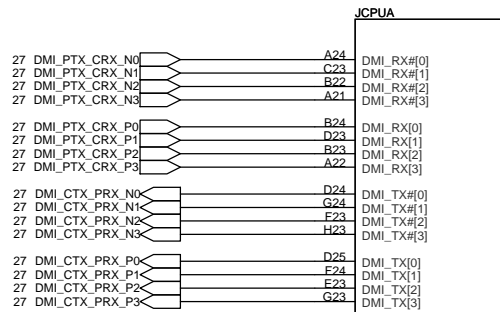 JCPUA
27 DMI_PTX_CRX_N0 A24 DMI_RX#[0]
27 DMI_PTX_CRX_N1 C23 DMI_RX#[1]
27 DMI_PTX_CRX_N2 B22 DMI_RX#[2]
27 DMI_PTX_CRX_N3 A21 DMI_RX#[3]
27 DMI_PTX_CRX_P0 B24 DMI_RX[0]
27 DMI_PTX_CRX_P1 D23 DMI_RX[1]
27 DMI_PTX_CRX_P2 B23 DMI_RX[2]
27 DMI_PTX_CRX_P3 A22 DMI_RX[3]
27 DMI_CTX_PRX_N0 D24 DMI_TX#[0]
27 DMI_CTX_PRX_N1 G24 DMI_TX#[1]
27 DMI_CTX_PRX_N2 F23 DMI_TX#[2]
27 DMI_CTX_PRX_N3 H23 DMI_TX#[3]
27 DMI_CTX_PRX_P0 D25 DMI_TX[0]
27 DMI_CTX_PRX_P1 F24 DMI_TX[1]
27 DMI_CTX_PRX_P2 E23 DMI_TX[2]
27 DMI_CTX_PRX_P3 G23 DMI_TX[3]